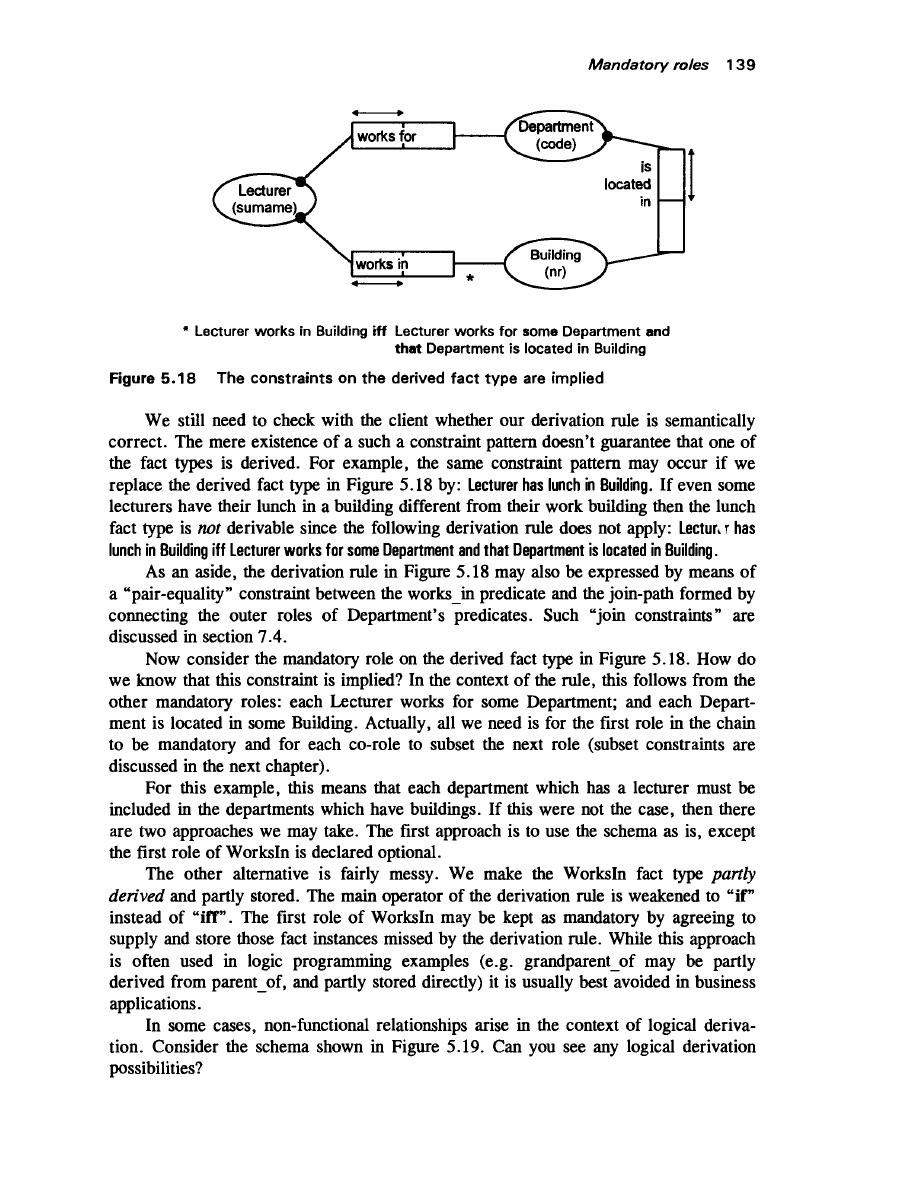 Mandatory roles 139
works for
Department
(code)
is
located
in
Lecturer
(surname)
works in
*
Building
(nr)
* Lecturer works in Building iff Lecturer works for some Department and
that Department is located in Building
Figure 5.18 The constraints on the derived fact type are implied
We still need to check with the client whether our derivation rule is semantically
correct. The mere existence of a such a constraint pattern doesn't guarantee that one of
the fact types is derived. For example, the same constraint pattern may occur if we
replace the derived fact type in Figure 5.18 by: Lecturer has lunch in Building. If even some
lecturers have their lunch in a building different from their work building then the lunch
fact type is not derivable since the following derivation rule does not apply: Lecturer has
lunch in Building iff Lecturer works for some Department and that Department is located in Building.
As an aside, the derivation rule in Figure 5.18 may also be expressed by means of
a "pair-equality" constraint between the works_in predicate and the join-path formed by
connecting the outer roles of Department's predicates. Such "join constraints" are
discussed in section 7.4.
Now consider the mandatory role on the derived fact type in Figure 5.18. How do
we know that this constraint is implied? In the context of the rule, this follows from the
other mandatory roles: each Lecturer works for some Department; and each Depart-
ment is located in some Building. Actually, all we need is for the first role in the chain
to be mandatory and for each co-role to subset the next role (subset constraints are
discussed in the next chapter).
For this example, this means that each department which has a lecturer must be
included in the departments which have buildings. If this were not the case, then there
are two approaches we may take. The first approach is to use the schema as is, except
the first role of WorksIn is declared optional.
The other alternative is fairly messy. We make the WorksIn fact type partly
derived and partly stored. The main operator of the derivation rule is weakened to "if"
instead of "iff". The first role of WorksIn may be kept as mandatory by agreeing to
supply and store those fact instances missed by the derivation rule. While this approach
is often used in logic programming examples (e.g. grandparent_of may be partly
derived from parent_of, and partly stored directly) it is usually best avoided in business
applications.
In some cases, non-functional relationships arise in the context of logical deriva-
tion. Consider the schema shown in Figure 5.19. Can you see any logical derivation
possibilities?